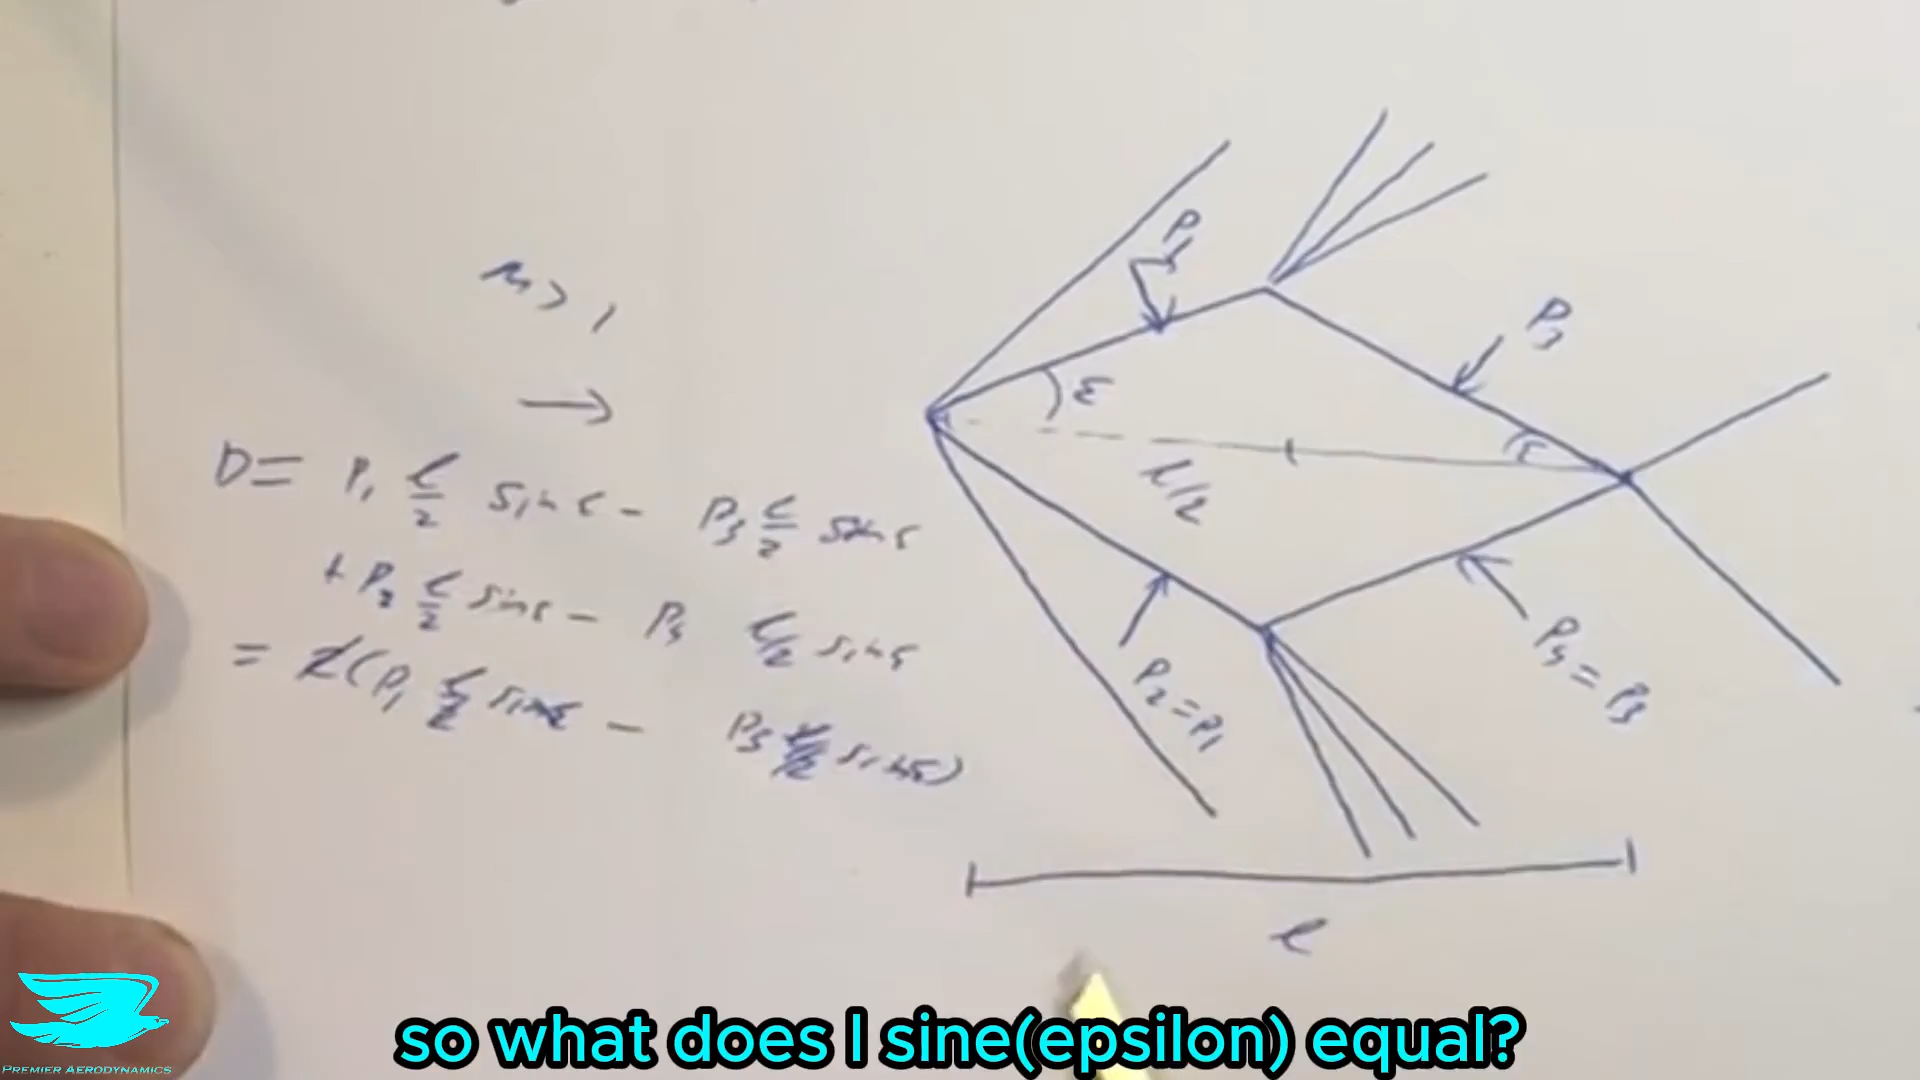 M > 1
→
P₁
P₃
ε
ε
l/2
D = P₁ l/2 sin ε - P₃ l/2 sin ε
+ P₂ l/2 sin ε - P₄ l/2 sin ε
= 2(P₁ l/2 sin ε - P₃ l/2 sin ε)
P₂ = P₁
P₄ = P₃
l
so what does l sine(epsilon) equal?
PREMIER AERODYNAMICS